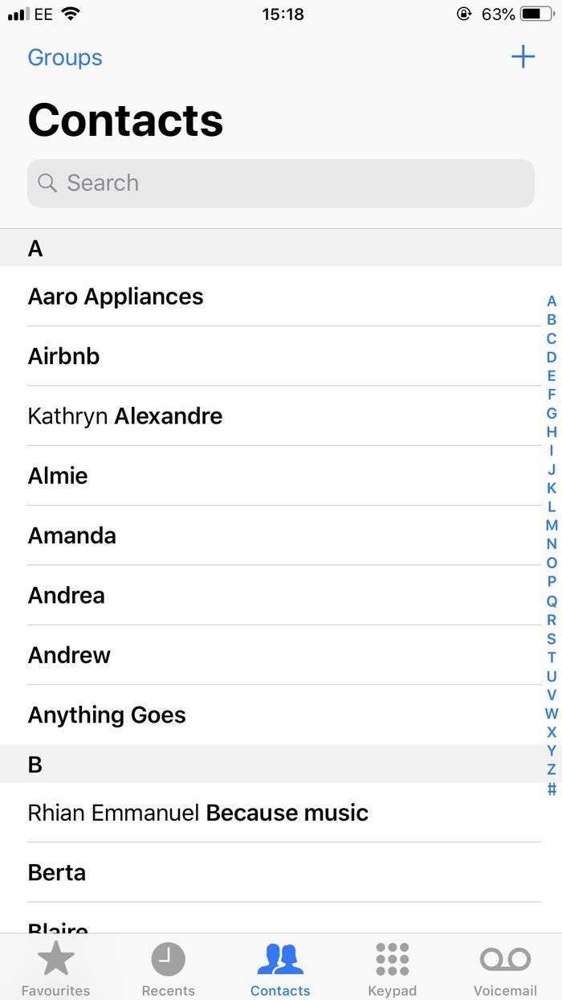 EE 15:18 63%
Groups
Contacts
Search
A
Aaro Appliances
Airbnb
Kathryn Alexandre
Almie
Amanda
Andrea
Andrew
Anything Goes
B
Rhian Emmanuel Because music
Berta
Blaire
A
B
C
D
E
F
G
H
I
J
K
L
M
N
O
P
Q
R
S
T
U
V
W
X
Y
Z
#
Favourites Recents Contacts Keypad Voicemail